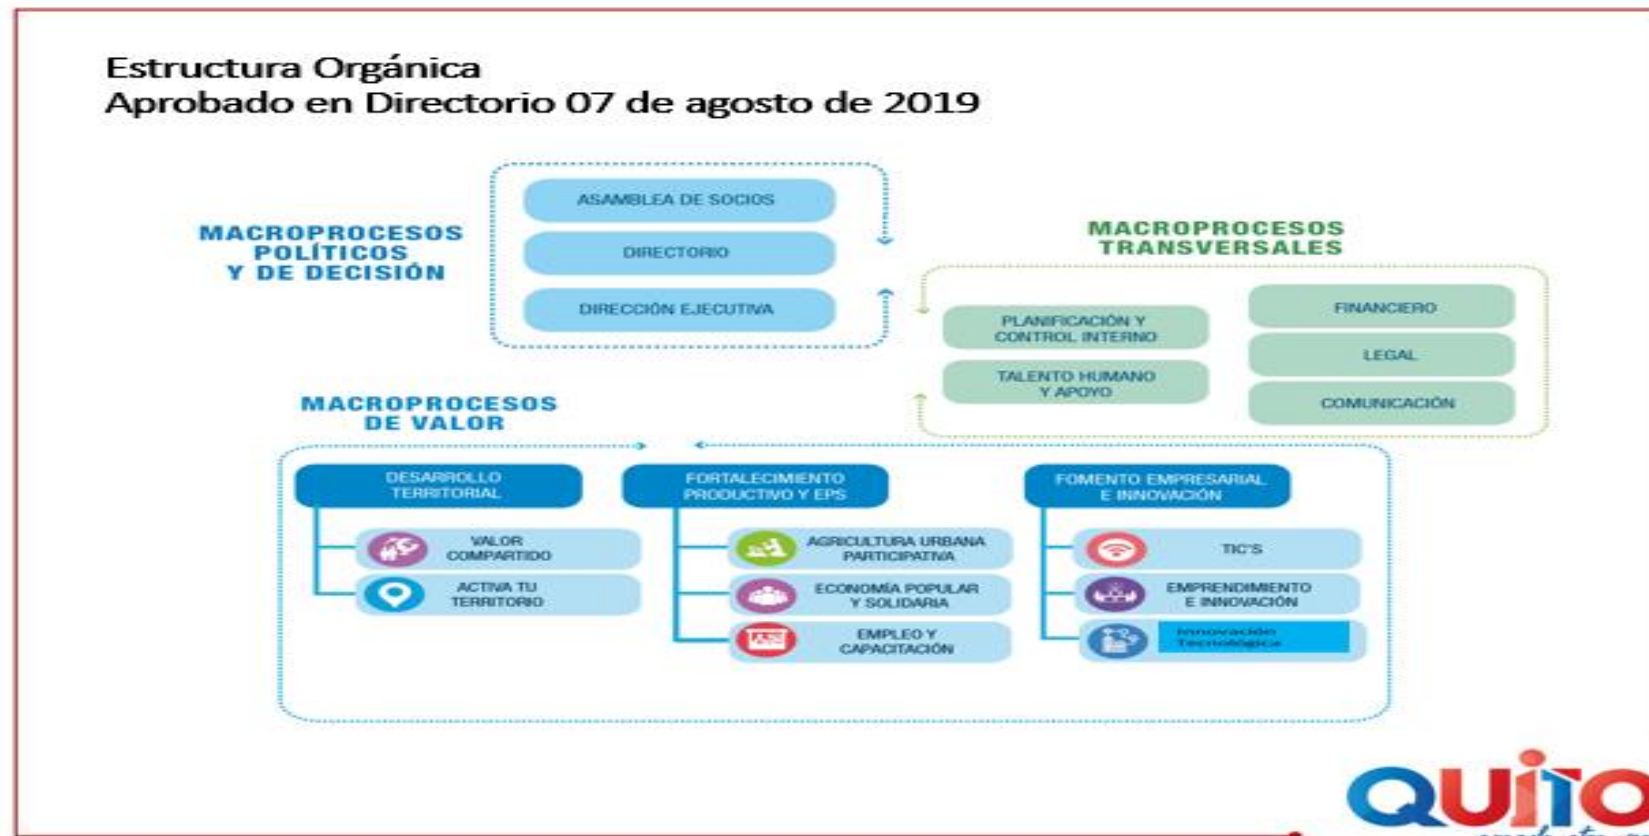 Estructura Orgánica
Aprobado en Directorio 07 de agosto de 2019
MACROPROCESOS
POLÍTICOS
Y DE DECISIÓN
ASAMBLEA DE SOCIOS
DIRECTORIO
DIRECCIÓN EJECUTIVA
MACROPROCESOS
TRANSVERSALES
PLANIFICACIÓN Y
CONTROL INTERNO
TALENTO HUMANO
Y APOYO
FINANCIERO
LEGAL
COMUNICACIÓN
MACROPROCESOS
DE VALOR
DESARROLLO
TERRITORIAL
VALOR
COMPARTIDO
ACTIVA TU
TERRITORIO
FORTALECIMIENTO
PRODUCTIVO Y EPS
AGRICULTURA URBANA
PARTICIPATIVA
ECONOMÍA POPULAR
Y SOLIDARIA
EMPLEO Y
CAPACITACIÓN
FOMENTO EMPRESARIAL
E INNOVACIÓN
TIC'S
EMPRENDIMIENTO
E INNOVACIÓN
Innovación
Tecnológica
QUITO